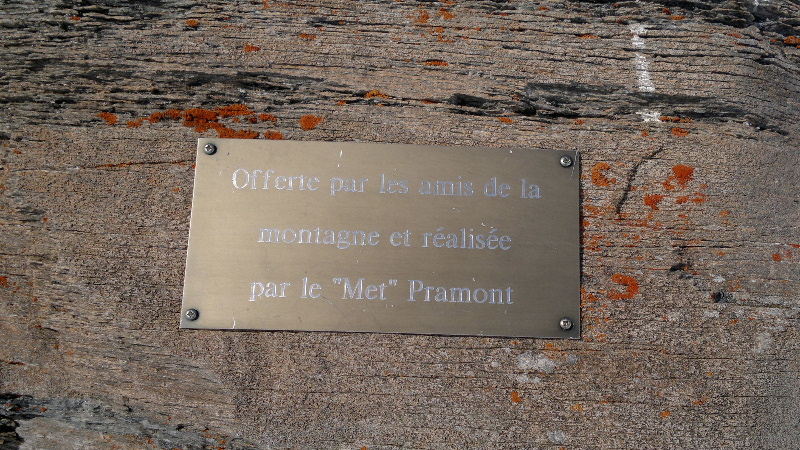 Offerte par les amis de la
montagne et réalisée
par le "Met" Pramont